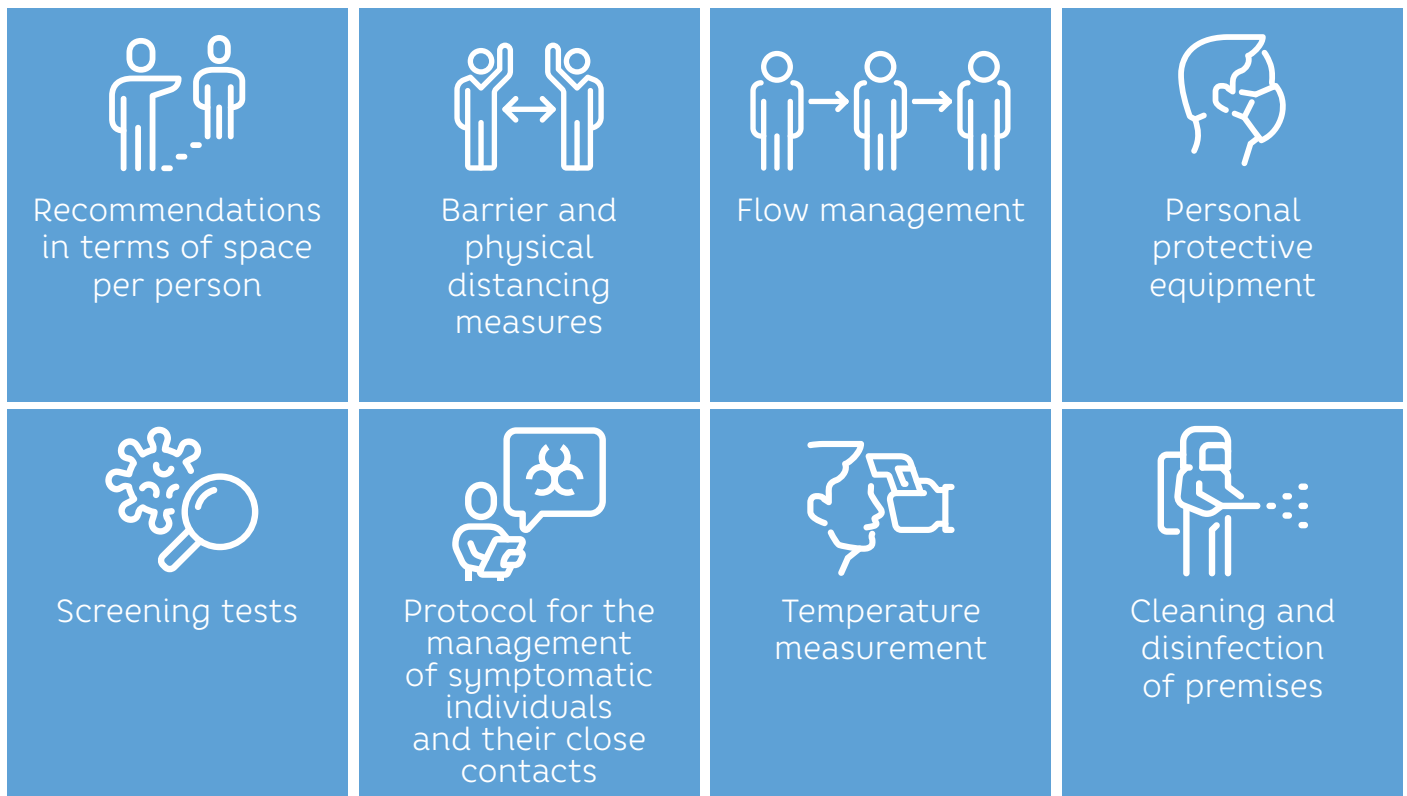 Recommendations
in terms of space
per person
Barrier and
physical
distancing
measures
Flow management
Personal
protective
equipment
Screening tests
Protocol for the
management
of symptomatic
individuals
and their close
contacts
Temperature
measurement
Cleaning and
disinfection
of premises